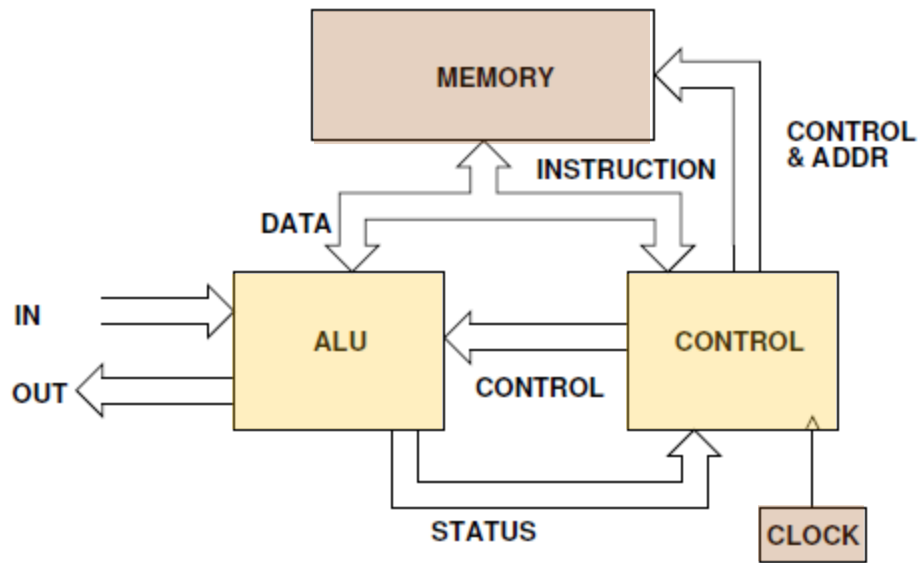 MEMORY
CONTROL
& ADDR
INSTRUCTION
DATA
IN
ALU
CONTROL
OUT
CONTROL
STATUS
CLOCK